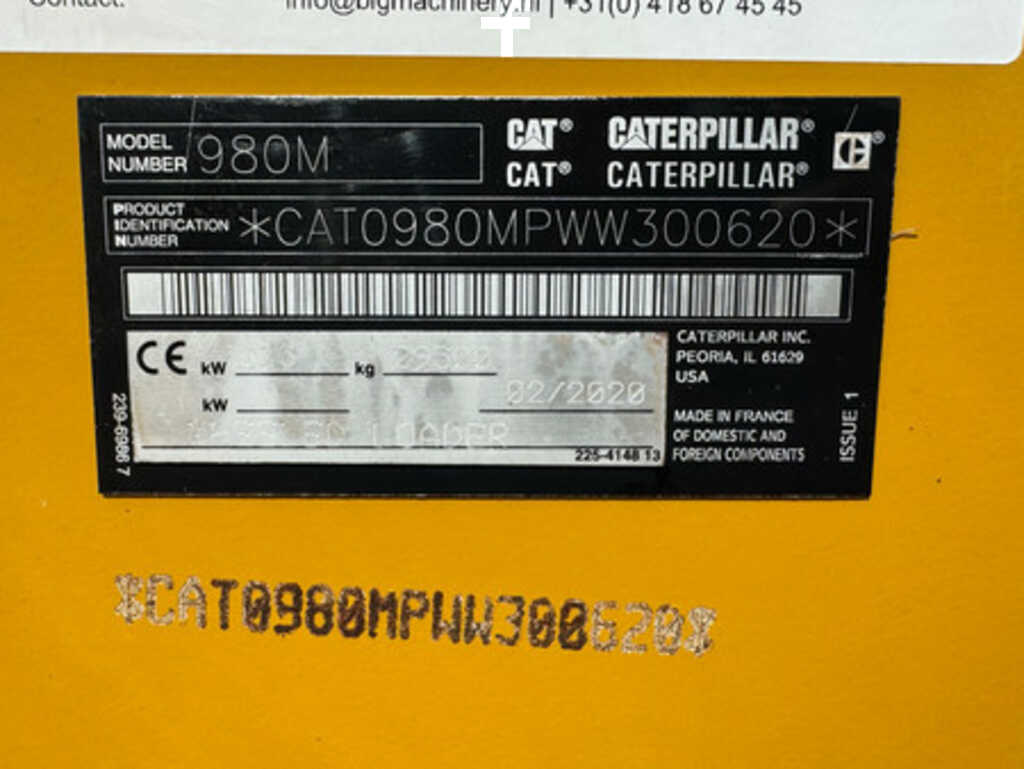 Contact: info@bigmachinery.nl | +31(0) 418 67 45 45
T
MODEL NUMBER 980M
CAT® CATERPILLAR®
CAT® CATERPILLAR®
PRODUCT IDENTIFICATION NUMBER *CAT0980MPWW300620*
CE kW kg
kW 02/2020
LOADER
225-4148 13
239-6986 7
CATERPILLAR INC.
PEORIA, IL 61629
USA
MADE IN FRANCE
OF DOMESTIC AND
FOREIGN COMPONENTS
ISSUE: 1
*CAT0980MPWW300620*